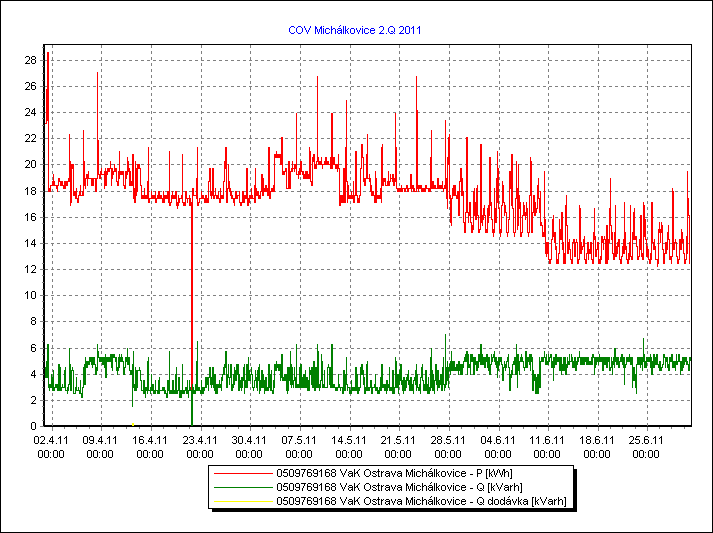 COV Michálkovice 2.Q 2011
28
26
24
22
20
18
16
14
12
10
8
6
4
2
0
02.4.11 9.4.11 16.4.11 23.4.11 30.4.11 07.5.11 14.5.11 21.5.11 28.5.11 04.6.11 11.6.11 18.6.11 25.6.11
00:00 00:00 00:00 00:00 00:00 00:00 00:00 00:00 00:00 00:00 00:00 00:00 00:00
0509769168 VaK Ostrava Michálkovice - P [kWh]
0509769168 VaK Ostrava Michálkovice - Q [kVarh]
0509769168 VaK Ostrava Michálkovice - Q dodávka [kVarh]